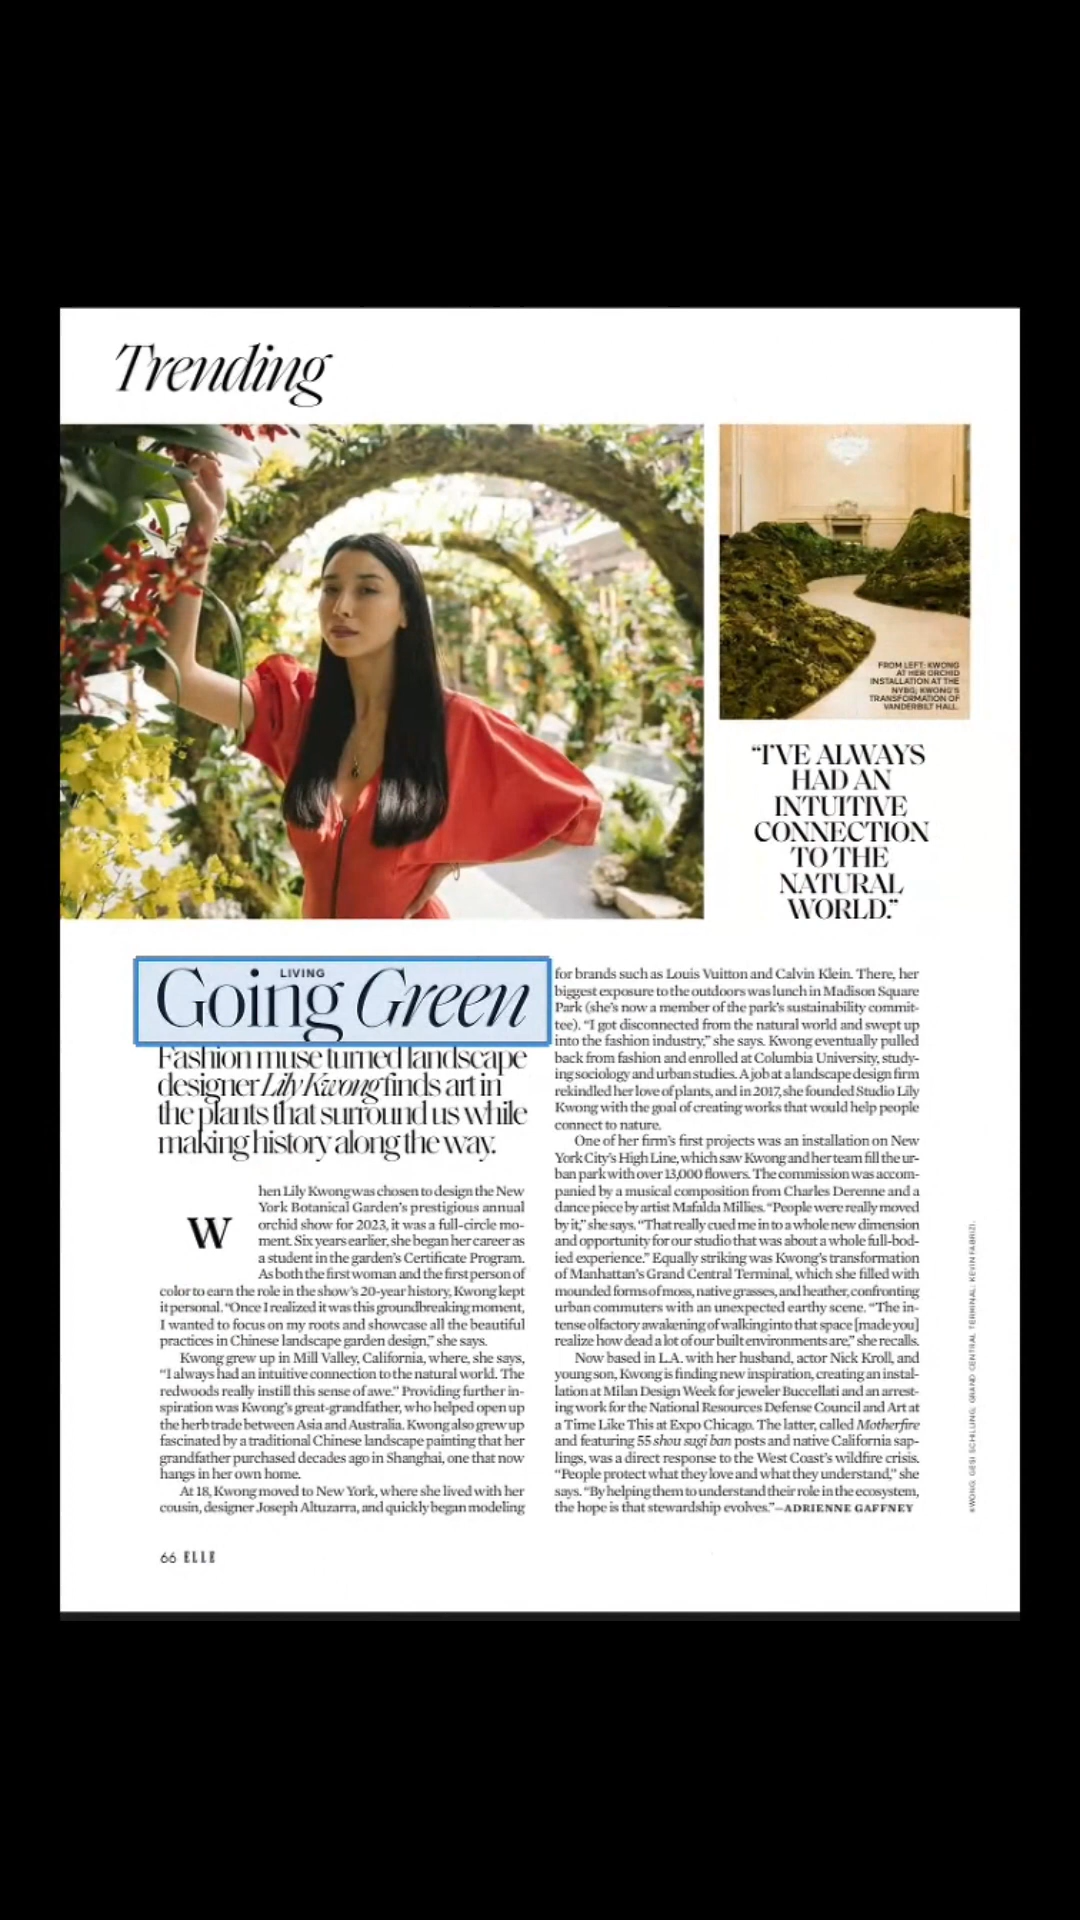 Trending
FROM LEFT: KWONG
AT HER ORCHID
INSTALLATION AT THE
NYBG; KWONG'S
TRANSFORMATION OF
VANDERBILT HALL.
“I’VE ALWAYS
HAD AN
INTUITIVE
CONNECTION
TO THE
NATURAL
WORLD.”
LIVING
Going Green
Fashion muse turned landscape
designer Lily Kwong finds art in
the plants that surround us while
making history along the way.
When Lily Kwong was chosen to design the New
York Botanical Garden’s prestigious annual
orchid show for 2023, it was a full-circle mo-
ment. Six years earlier, she began her career as
a student in the garden’s Certificate Program.
As both the first woman and the first person of
color to earn the role in the show’s 20-year history, Kwong kept
it personal. “Once I realized it was this groundbreaking moment,
I wanted to focus on my roots and showcase all the beautiful
practices in Chinese landscape garden design,” she says.
Kwong grew up in Mill Valley, California, where, she says,
“I always had an intuitive connection to the natural world. The
redwoods really instill this sense of awe.” Providing further in-
spiration was Kwong’s great-grandfather, who helped open up
the herb trade between Asia and Australia. Kwong also grew up
fascinated by a traditional Chinese landscape painting that her
grandfather purchased decades ago in Shanghai, one that now
hangs in her own home.
At 18, Kwong moved to New York, where she lived with her
cousin, designer Joseph Altuzarra, and quickly began modeling
for brands such as Louis Vuitton and Calvin Klein. There, her
biggest exposure to the outdoors was lunch in Madison Square
Park (she’s now a member of the park’s sustainability commit-
tee). “I got disconnected from the natural world and swept up
into the fashion industry,” she says. Kwong eventually pulled
back from fashion and enrolled at Columbia University, study-
ing sociology and urban studies. A job at a landscape design firm
rekindled her love of plants, and in 2017, she founded Studio Lily
Kwong with the goal of creating works that would help people
connect to nature.
One of her firm’s first projects was an installation on New
York City’s High Line, which saw Kwong and her team fill the ur-
ban park with over 13,000 flowers. The commission was accom-
panied by a musical composition from Charles Derenne and a
dance piece by artist Mafalda Millies. “People were really moved
by it,” she says. “That really cued me in to a whole new dimension
and opportunity for our studio that was about a whole full-bod-
ied experience.” Equally striking was Kwong’s transformation
of Manhattan’s Grand Central Terminal, which she filled with
mounded forms of moss, native grasses, and heather, confronting
urban commuters with an unexpected earthy scene. “The in-
tense olfactory awakening of walking into that space [made you]
realize how dead a lot of our built environments are,” she recalls.
Now based in L.A. with her husband, actor Nick Kroll, and
young son, Kwong is finding new inspiration, creating an instal-
lation at Milan Design Week for jeweler Buccellati and an arrest-
ing work for the National Resources Defense Council and Art at
a Time Like This at Expo Chicago. The latter, called Motherfire
and featuring 55 shou sugi ban posts and native California sap-
lings, was a direct response to the West Coast’s wildfire crisis.
“People protect what they love and what they understand,” she
says. “By helping them to understand their role in the ecosystem,
the hope is that stewardship evolves.”—ADRIENNE GAFFNEY
KWONG: GESI SCHILLING; GRAND CENTRAL TERMINAL: KEVIN FABRIZI.
66 ELLE